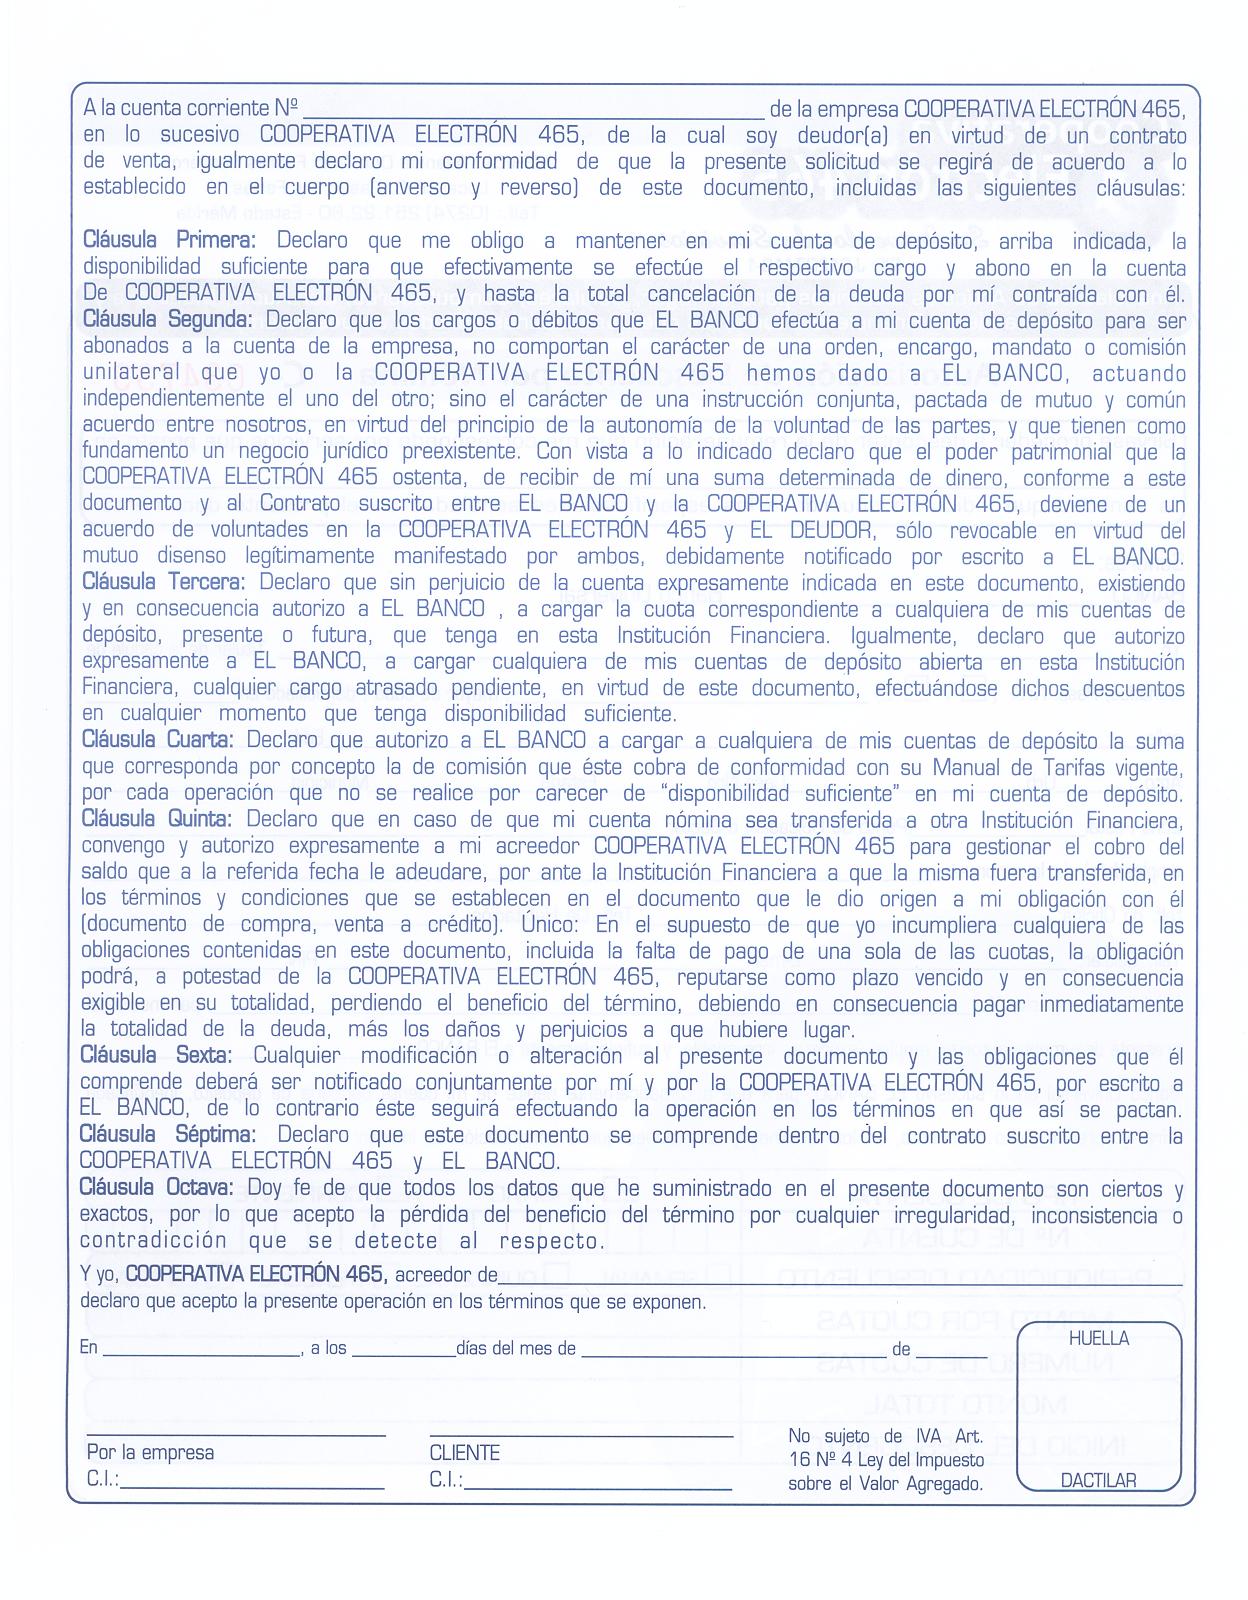 A la cuenta corriente Nº ______ de la empresa COOPERATIVA ELECTRÓN 465,
en lo sucesivo COOPERATIVA ELECTRÓN 465, de la cual soy deudor(a) en virtud de un contrato
de venta, igualmente declaro mi conformidad de que la presente solicitud se regirá de acuerdo a lo
establecido en el cuerpo (anverso y reverso) de este documento, incluidas las siguientes cláusulas:
Cláusula Primera: Declaro que me obligo a mantener en mi cuenta de depósito, arriba indicada, la
disponibilidad suficiente para que efectivamente se efectúe el respectivo cargo y abono en la cuenta
De COOPERATIVA ELECTRÓN 465, y hasta la total cancelación de la deuda por mí contraída con él.
Cláusula Segunda: Declaro que los cargos o débitos que EL BANCO efectúa a mi cuenta de depósito para ser
abonados a la cuenta de la empresa, no comportan el carácter de una orden, encargo, mandato o comisión
unilateral que yo o la COOPERATIVA ELECTRÓN 465 hemos dado a EL BANCO, actuando
independientemente el uno del otro; sino el carácter de una instrucción conjunta, pactada de mutuo y común
acuerdo entre nosotros, en virtud del principio de la autonomía de la voluntad de las partes, y que tienen como
fundamento un negocio jurídico preexistente. Con vista a lo indicado declaro que el poder patrimonial que la
COOPERATIVA ELECTRÓN 465 ostenta, de recibir de mí una suma determinada de dinero, conforme a este
documento y al Contrato suscrito entre EL BANCO y la COOPERATIVA ELECTRÓN 465, deviene de un
acuerdo de voluntades en la COOPERATIVA ELECTRÓN 465 y EL DEUDOR, sólo revocable en virtud del
mutuo disenso legítimamente manifestado por ambos, debidamente notificado por escrito a EL BANCO.
Cláusula Tercera: Declaro que sin perjuicio de la cuenta expresamente indicada en este documento, existiendo
y en consecuencia autorizo a EL BANCO , a cargar la cuota correspondiente a cualquiera de mis cuentas de
depósito, presente o futura, que tenga en esta Institución Financiera. Igualmente, declaro que autorizo
expresamente a EL BANCO, a cargar cualquiera de mis cuentas de depósito abierta en esta Institución
Financiera, cualquier cargo atrasado pendiente, en virtud de este documento, efectuándose dichos descuentos
en cualquier momento que tenga disponibilidad suficiente.
Cláusula Cuarta: Declaro que autorizo a EL BANCO a cargar a cualquiera de mis cuentas de depósito la suma
que corresponda por concepto la de comisión que éste cobra de conformidad con su Manual de Tarifas vigente,
por cada operación que no se realice por carecer de “disponibilidad suficiente” en mi cuenta de depósito.
Cláusula Quinta: Declaro que en caso de que mi cuenta nómina sea transferida a otra Institución Financiera,
convengo y autorizo expresamente a mi acreedor COOPERATIVA ELECTRÓN 465 para gestionar el cobro del
saldo que a la referida fecha le adeudare, por ante la Institución Financiera a que la misma fuera transferida, en
los términos y condiciones que se establecen en el documento que le dio origen a mi obligación con él
(documento de compra, venta a crédito). Único: En el supuesto de que yo incumpliera cualquiera de las
obligaciones contenidas en este documento, incluida la falta de pago de una sola de las cuotas, la obligación
podrá, a potestad de la COOPERATIVA ELECTRÓN 465, reputarse como plazo vencido y en consecuencia
exigible en su totalidad, perdiendo el beneficio del término, debiendo en consecuencia pagar inmediatamente
la totalidad de la deuda, más los daños y perjuicios a que hubiere lugar.
Cláusula Sexta: Cualquier modificación o alteración al presente documento y las obligaciones que él
comprende deberá ser notificado conjuntamente por mí y por la COOPERATIVA ELECTRÓN 465, por escrito a
EL BANCO, de lo contrario éste seguirá efectuando la operación en los términos en que así se pactan.
Cláusula Séptima: Declaro que este documento se comprende dentro del contrato suscrito entre la
COOPERATIVA ELECTRÓN 465 y EL BANCO.
Cláusula Octava: Doy fe de que todos los datos que he suministrado en el presente documento son ciertos y
exactos, por lo que acepto la pérdida del beneficio del término por cualquier irregularidad, inconsistencia o
contradicción que se detecte al respecto.
Y yo, COOPERATIVA ELECTRÓN 465, acreedor de______
declaro que acepto la presente operación en los términos que se exponen.
En ______, a los ______días del mes de ______ de ______
HUELLA
DACTILAR
Por la empresa
C.I.:______
CLIENTE
C.I.:______
No sujeto de IVA Art.
16 Nº 4 Ley del Impuesto
sobre el Valor Agregado.